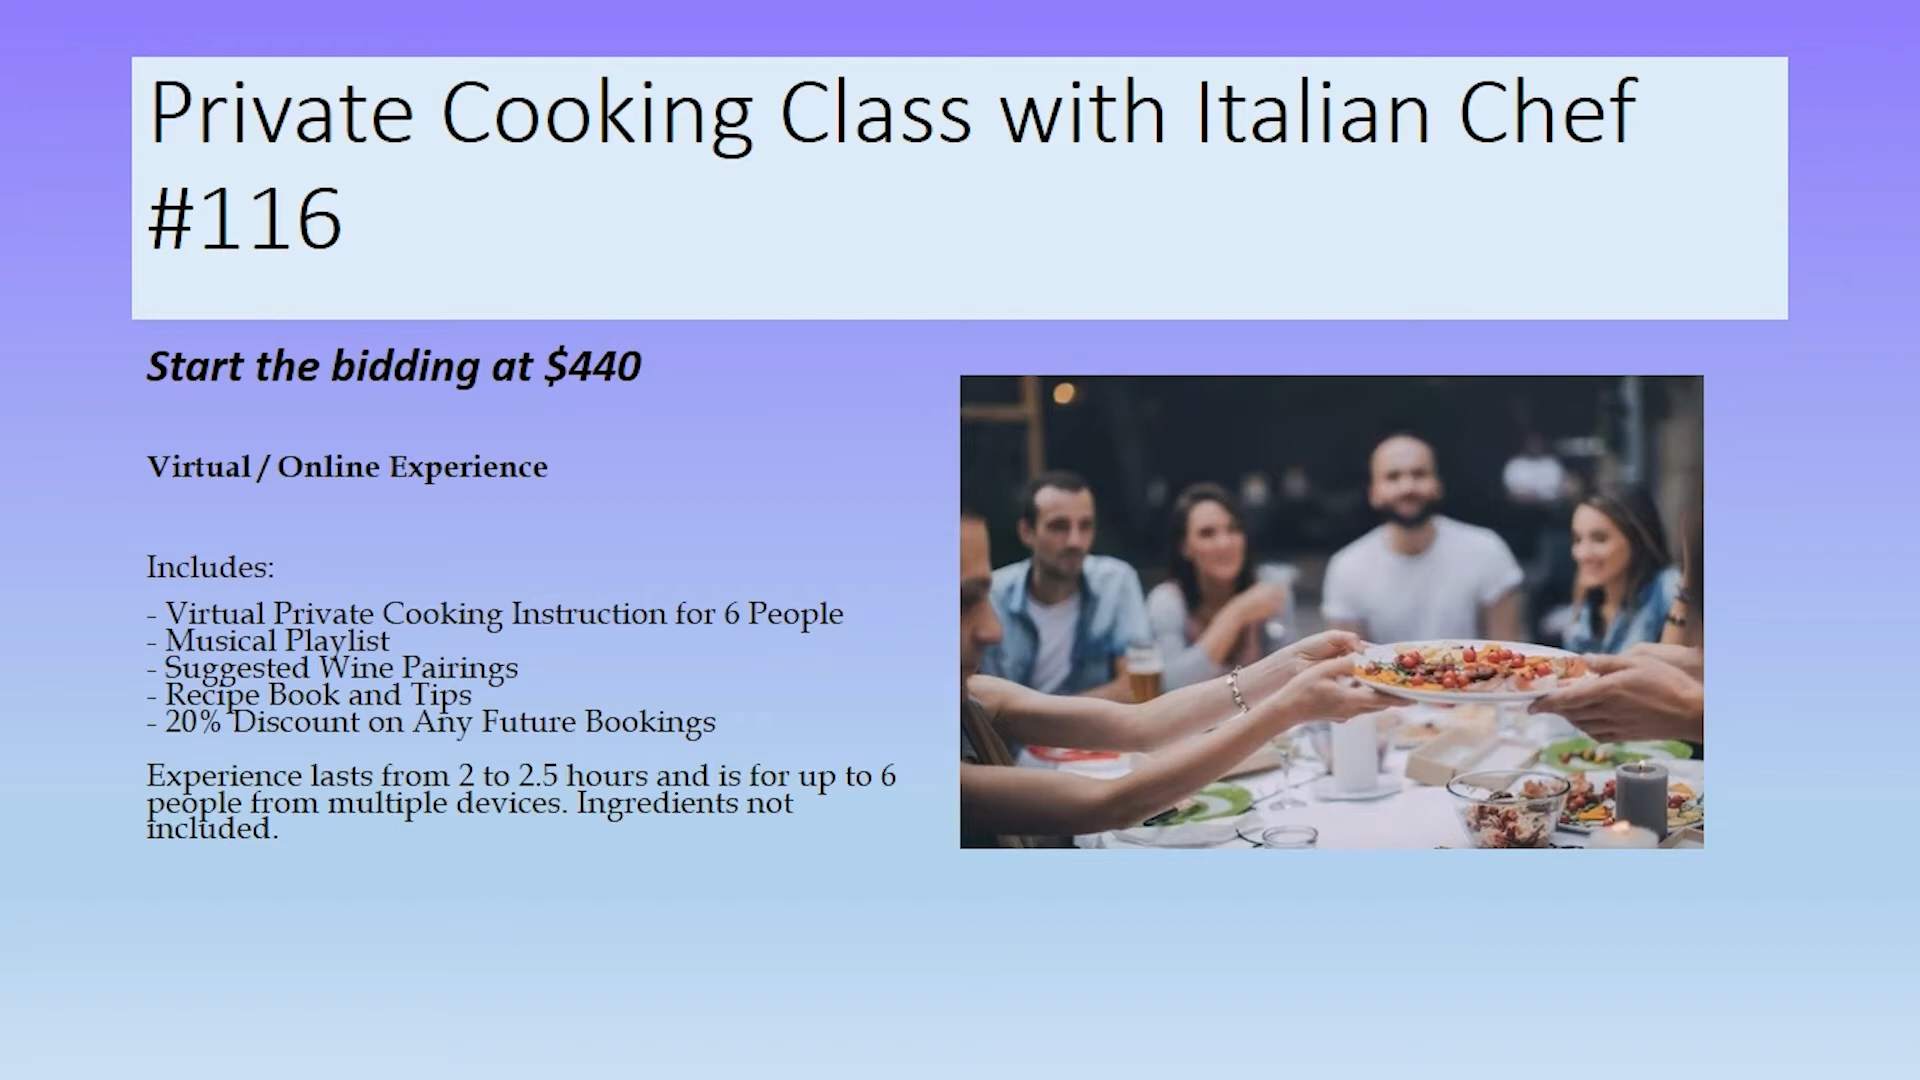 Private Cooking Class with Italian Chef
#116
Start the bidding at $440
Virtual / Online Experience
Includes:
- Virtual Private Cooking Instruction for 6 People
- Musical Playlist
- Suggested Wine Pairings
- Recipe Book and Tips
- 20% Discount on Any Future Bookings
Experience lasts from 2 to 2.5 hours and is for up to 6
people from multiple devices. Ingredients not
included.